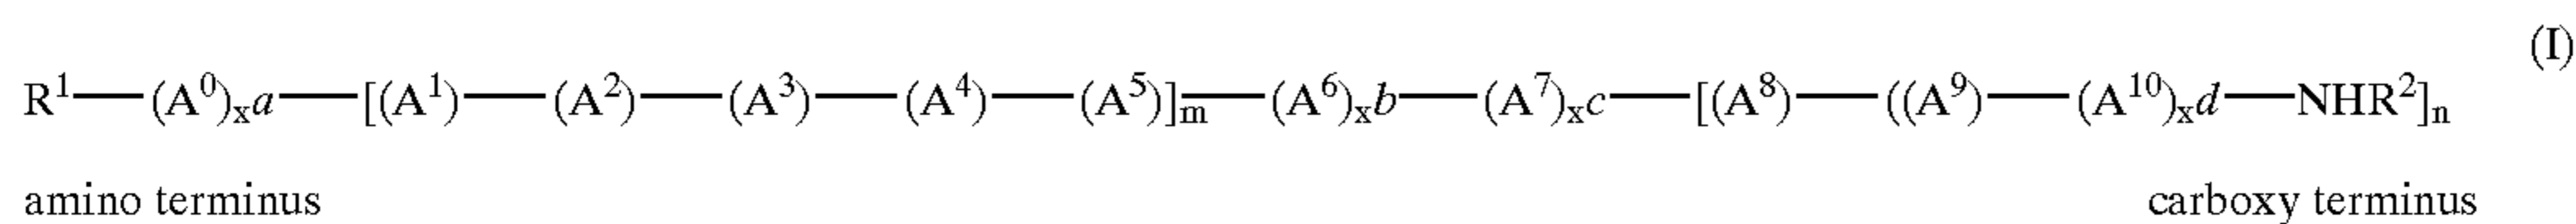 (I)
R¹—(A⁰)ₓa—[(A¹)—(A²)—(A³)—(A⁴)—(A⁵)]ₘ—(A⁶)ₓb—(A⁷)ₓc—[(A⁸)—((A⁹)—(A¹⁰)ₓd—NHR²]ₙ
amino terminus carboxy terminus